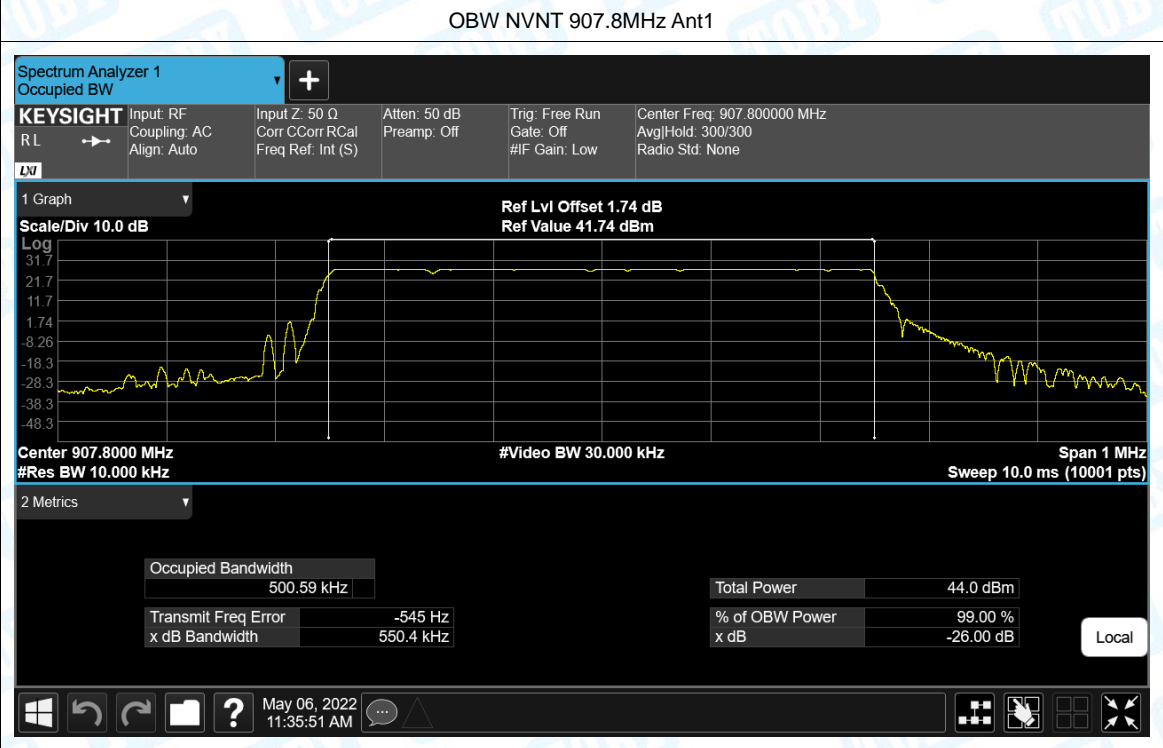 OBW NVNT 907.8MHz Ant1
Spectrum Analyzer 1
Occupied BW
KEYSIGHT
R L
LXI
Input: RF
Coupling: AC
Align: Auto
Input Z: 50 Ω
Corr CCorr RCal
Freq Ref: Int (S)
Atten: 50 dB
Preamp: Off
Trig: Free Run
Gate: Off
#IF Gain: Low
Center Freq: 907.800000 MHz
Avg|Hold: 300/300
Radio Std: None
1 Graph
Scale/Div 10.0 dB
Ref Lvl Offset 1.74 dB
Ref Value 41.74 dBm
Log
31.7
21.7
11.7
1.74
-8.26
-18.3
-28.3
-38.3
-48.3
Center 907.8000 MHz
#Video BW 30.000 kHz
Span 1 MHz
#Res BW 10.000 kHz
Sweep 10.0 ms (10001 pts)
2 Metrics
Occupied Bandwidth
500.59 kHz
Transmit Freq Error -545 Hz
x dB Bandwidth 550.4 kHz
Total Power 44.0 dBm
% of OBW Power 99.00 %
x dB -26.00 dB
Local
May 06, 2022
11:35:51 AM
TOBY